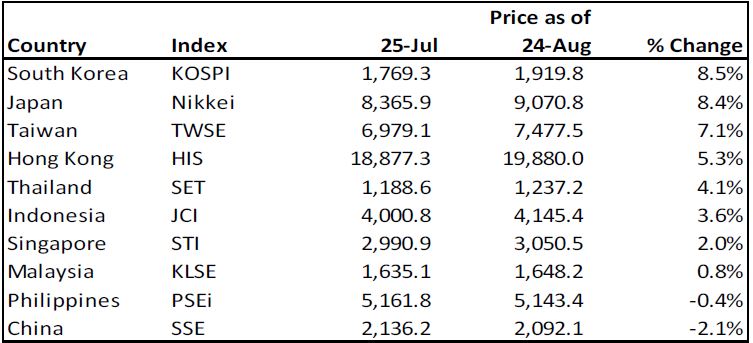 Price as of
Country Index 25-Jul 24-Aug % Change
South Korea KOSPI 1,769.3 1,919.8 8.5%
Japan Nikkei 8,365.9 9,070.8 8.4%
Taiwan TWSE 6,979.1 7,477.5 7.1%
Hong Kong HIS 18,877.3 19,880.0 5.3%
Thailand SET 1,188.6 1,237.2 4.1%
Indonesia JCI 4,000.8 4,145.4 3.6%
Singapore STI 2,990.9 3,050.5 2.0%
Malaysia KLSE 1,635.1 1,648.2 0.8%
Philippines PSEi 5,161.8 5,143.4 -0.4%
China SSE 2,136.2 2,092.1 -2.1%